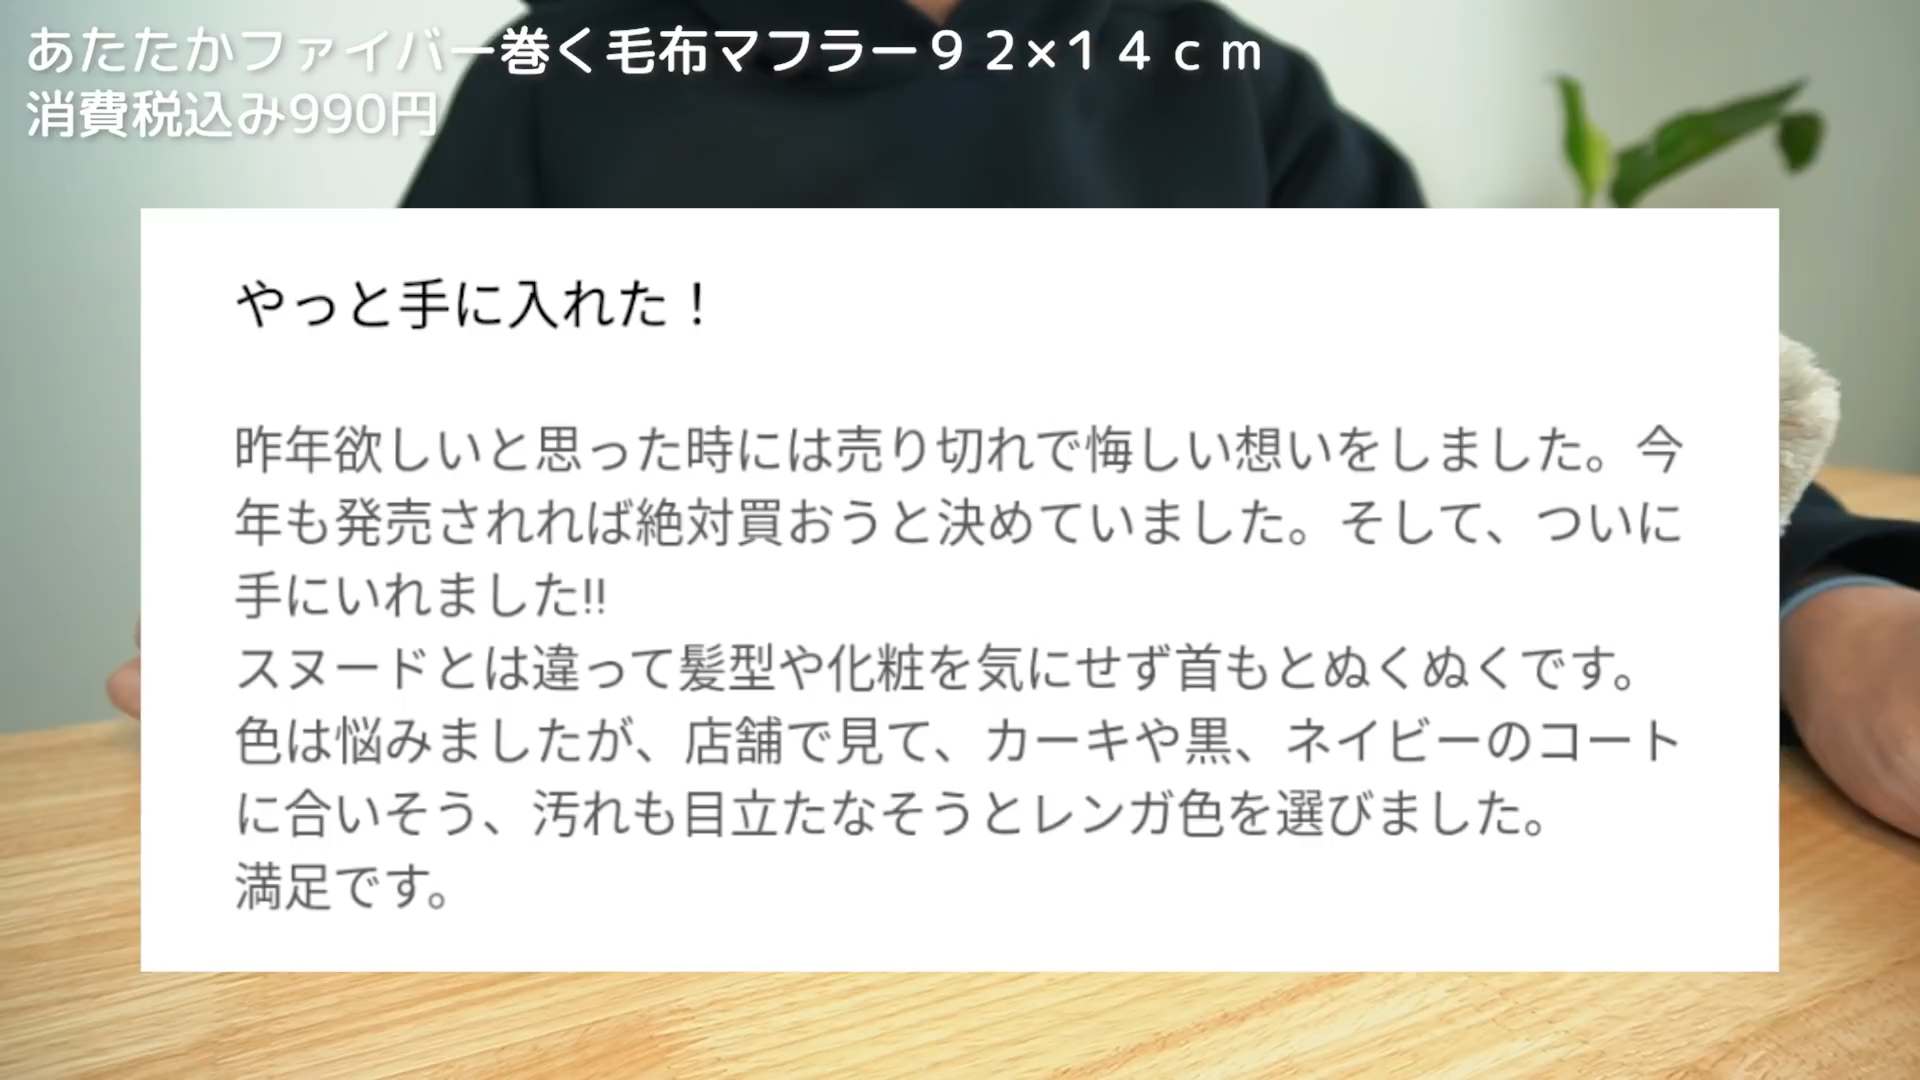 あたたかファイバー巻く毛布マフラー９２×１４ｃｍ
消費税込み990円
やっと手に入れた！
昨年欲しいと思った時には売り切れで悔しい想いをしました。今
年も発売されれば絶対買おうと決めていました。そして、ついに
手にいれました!!
スヌードとは違って髪型や化粧を気にせず首もとぬくぬくです。
色は悩みましたが、店舗で見て、カーキや黒、ネイビーのコート
に合いそう、汚れも目立たなそうとレンガ色を選びました。
満足です。